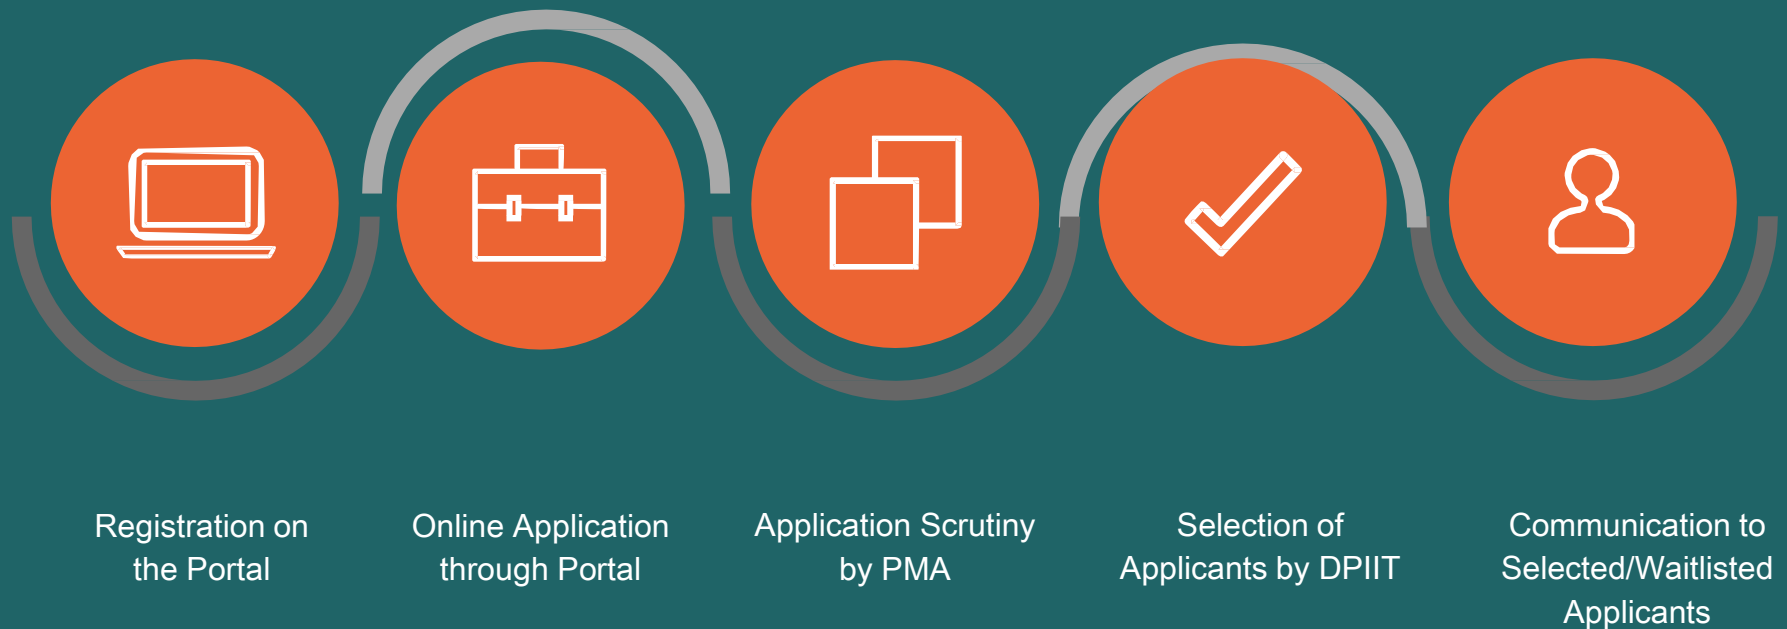 Registration on
the Portal
Online Application
through Portal
Application Scrutiny
by PMA
Selection of
Applicants by DPIIT
Communication to
Selected/Waitlisted
Applicants